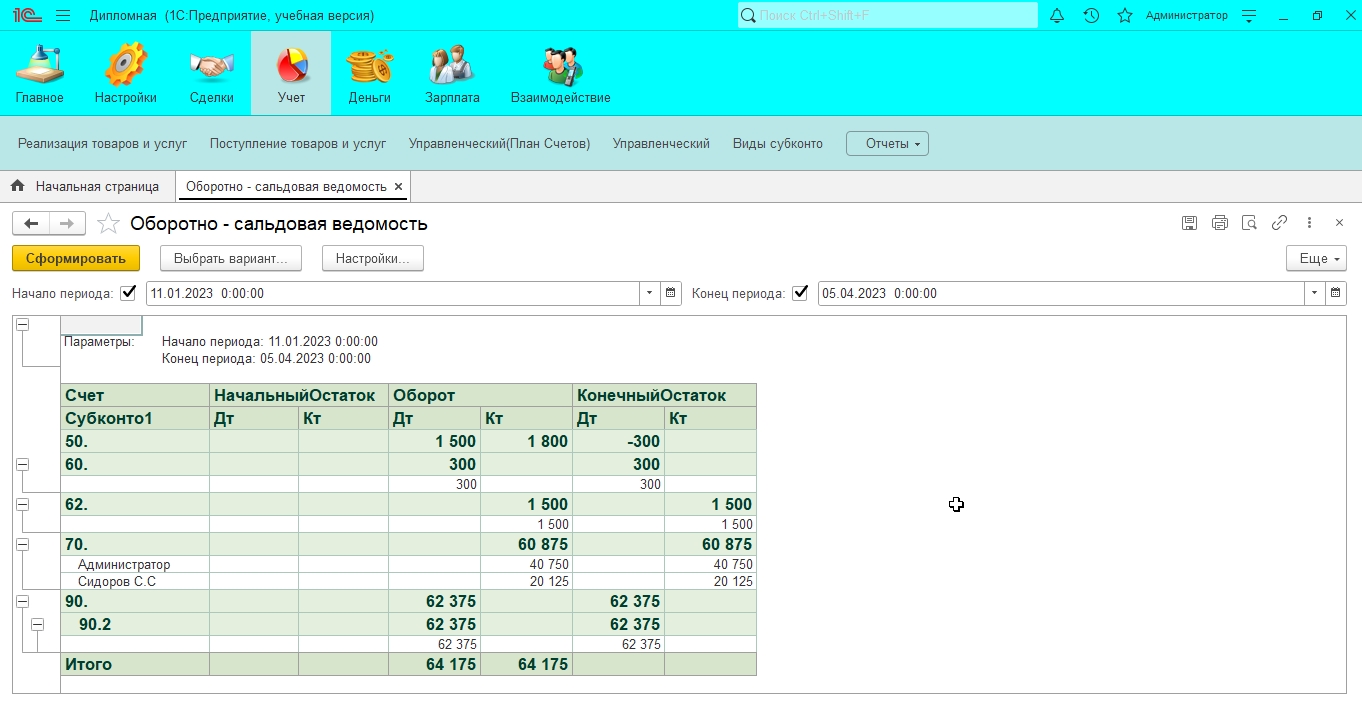 1С Дипломная (1С:Предприятие, учебная версия) Поиск Ctrl+Shift+F Администратор
Главное Настройки Сделки Учет Деньги Зарплата Взаимодействие
Реализация товаров и услуг Поступление товаров и услуг Управленческий(План Счетов) Управленческий Виды субконто Отчеты
Начальная страница Оборотно - сальдовая ведомость ×
Оборотно - сальдовая ведомость
Сформировать Выбрать вариант... Настройки... Еще
Начало периода: 11.01.2023 0:00:00 Конец периода: 05.04.2023 0:00:00
Параметры: Начало периода: 11.01.2023 0:00:00
Конец периода: 05.04.2023 0:00:00
Счет НачальныйОстаток Оборот КонечныйОстаток
Субконто1 Дт Кт Дт Кт Дт Кт
50. 1 500 1 800 -300
60. 300 300
300 300
62. 1 500 1 500
1 500 1 500
70. 60 875 60 875
Администратор 40 750 40 750
Сидоров С.С 20 125 20 125
90. 62 375 62 375
90.2 62 375 62 375
62 375 62 375
Итого 64 175 64 175